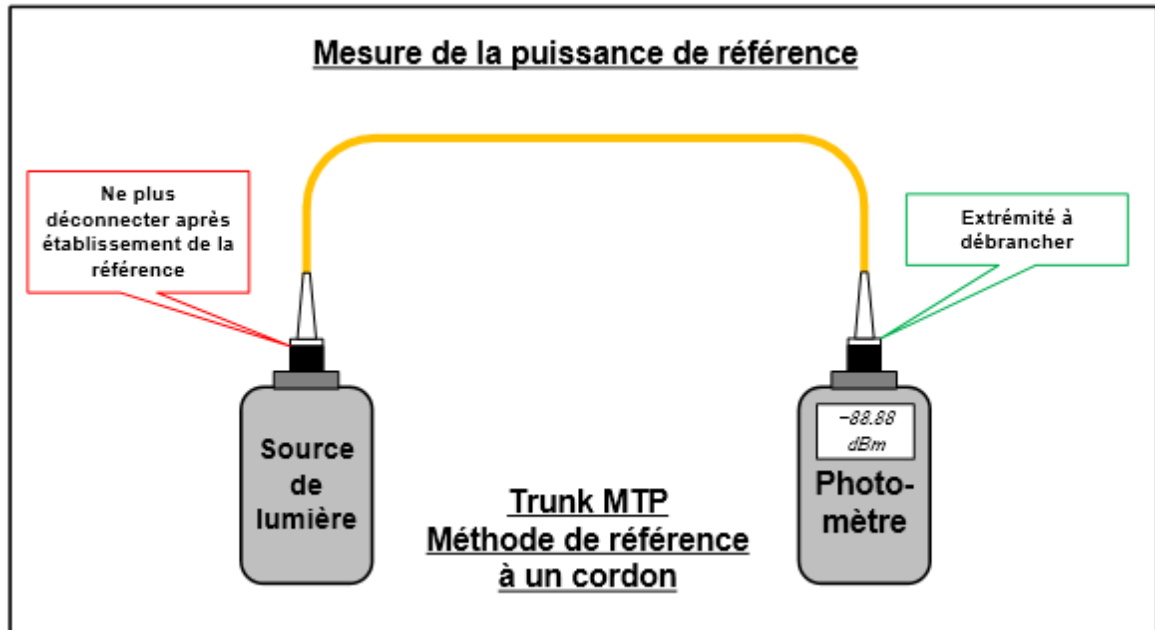 Mesure de la puissance de référence
Ne plus
déconnecter après
établissement de la
référence
Extrémité à
débrancher
Source
de
lumière
−88.88
dBm
Photo-
mètre
Trunk MTP
Méthode de référence
à un cordon